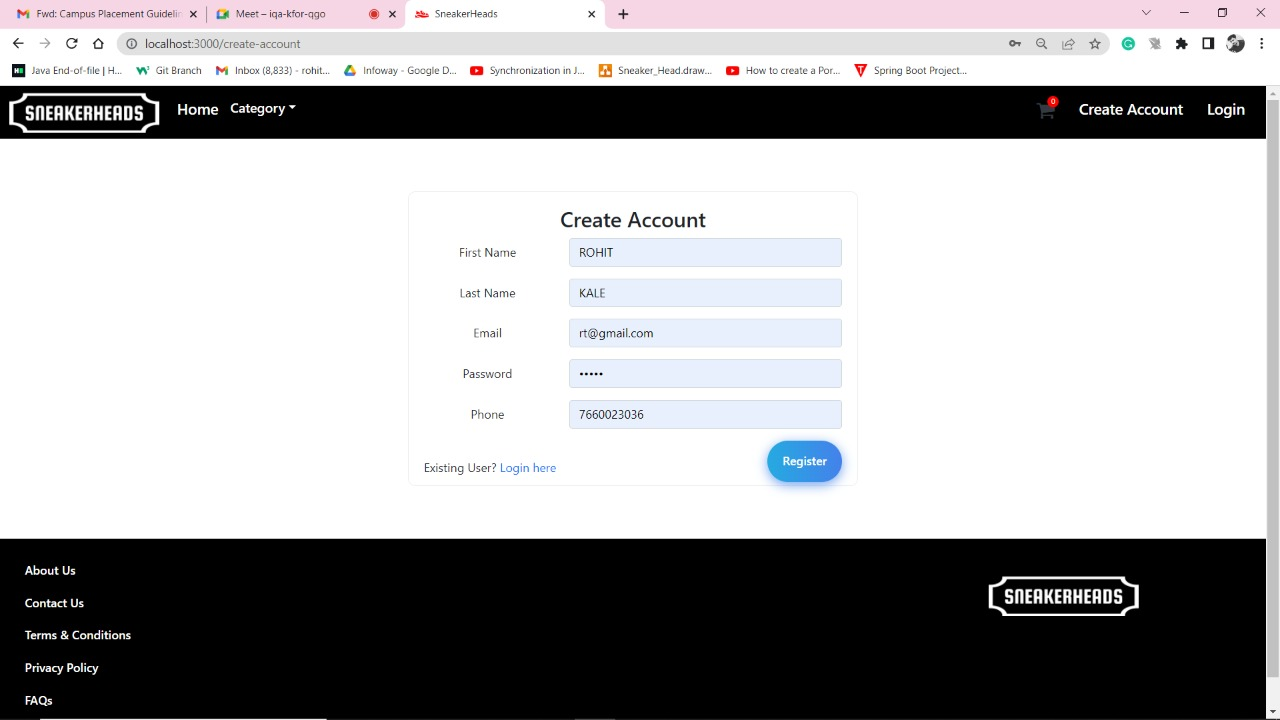 Fwd: Campus Placement Guidelin
Meet – iqa-kfor-qgo
SneakerHeads
localhost:3000/create-account
Java End-of-file | H...
Git Branch
Inbox (8,833) - rohit...
Infoway - Google D...
Synchronization in J...
Sneaker_Head.draw...
How to create a Por...
Spring Boot Project...
SNEAKERHEADS
Home
Category
0
Create Account
Login
Create Account
First Name
ROHIT
Last Name
KALE
Email
rt@gmail.com
Password
•••••
Phone
7660023036
Existing User? Login here
Register
About Us
Contact Us
Terms & Conditions
Privacy Policy
FAQs
SNEAKERHEADS